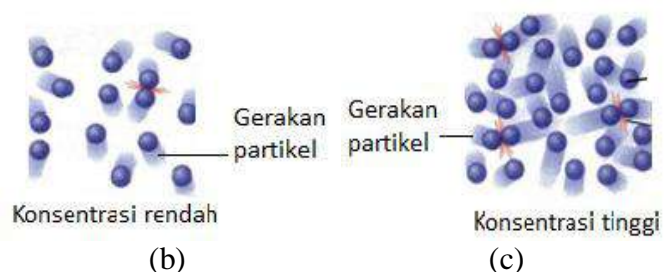 Gerakan
partikel
Konsentrasi rendah
(b)
Gerakan
partikel
Konsentrasi tinggi
(c)